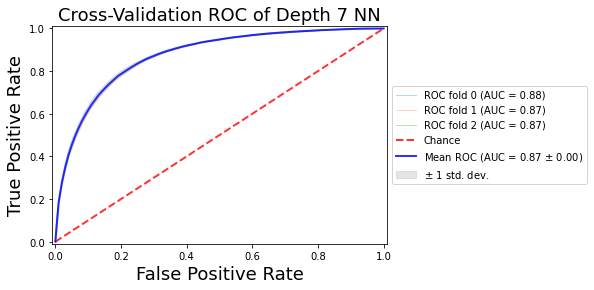 Cross-Validation ROC of Depth 7 NN
True Positive Rate
1.0
0.8
0.6
0.4
0.2
0.0
0.0 0.2 0.4 0.6 0.8 1.0
False Positive Rate
ROC fold 0 (AUC = 0.88)
ROC fold 1 (AUC = 0.87)
ROC fold 2 (AUC = 0.87)
Chance
Mean ROC (AUC = 0.87 ± 0.00)
± 1 std. dev.